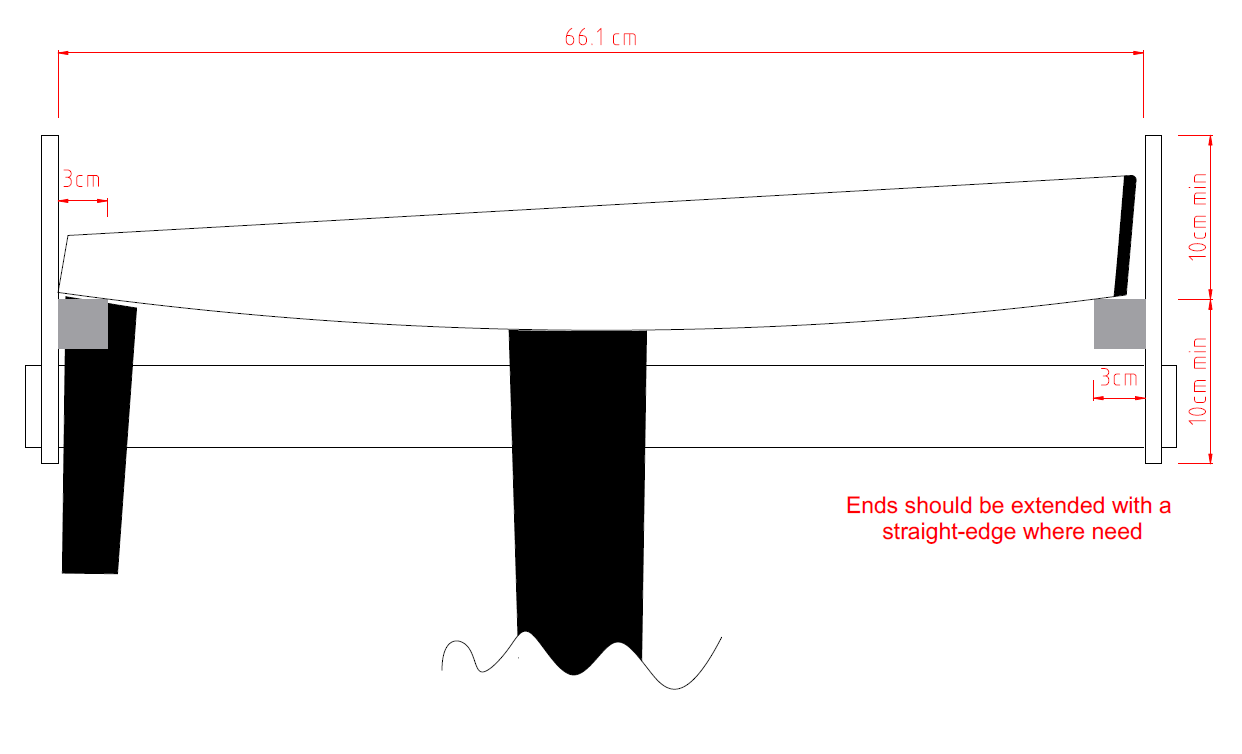 66.1 cm
3cm
10cm min
10cm min
3cm
Ends should be extended with a
straight-edge where need